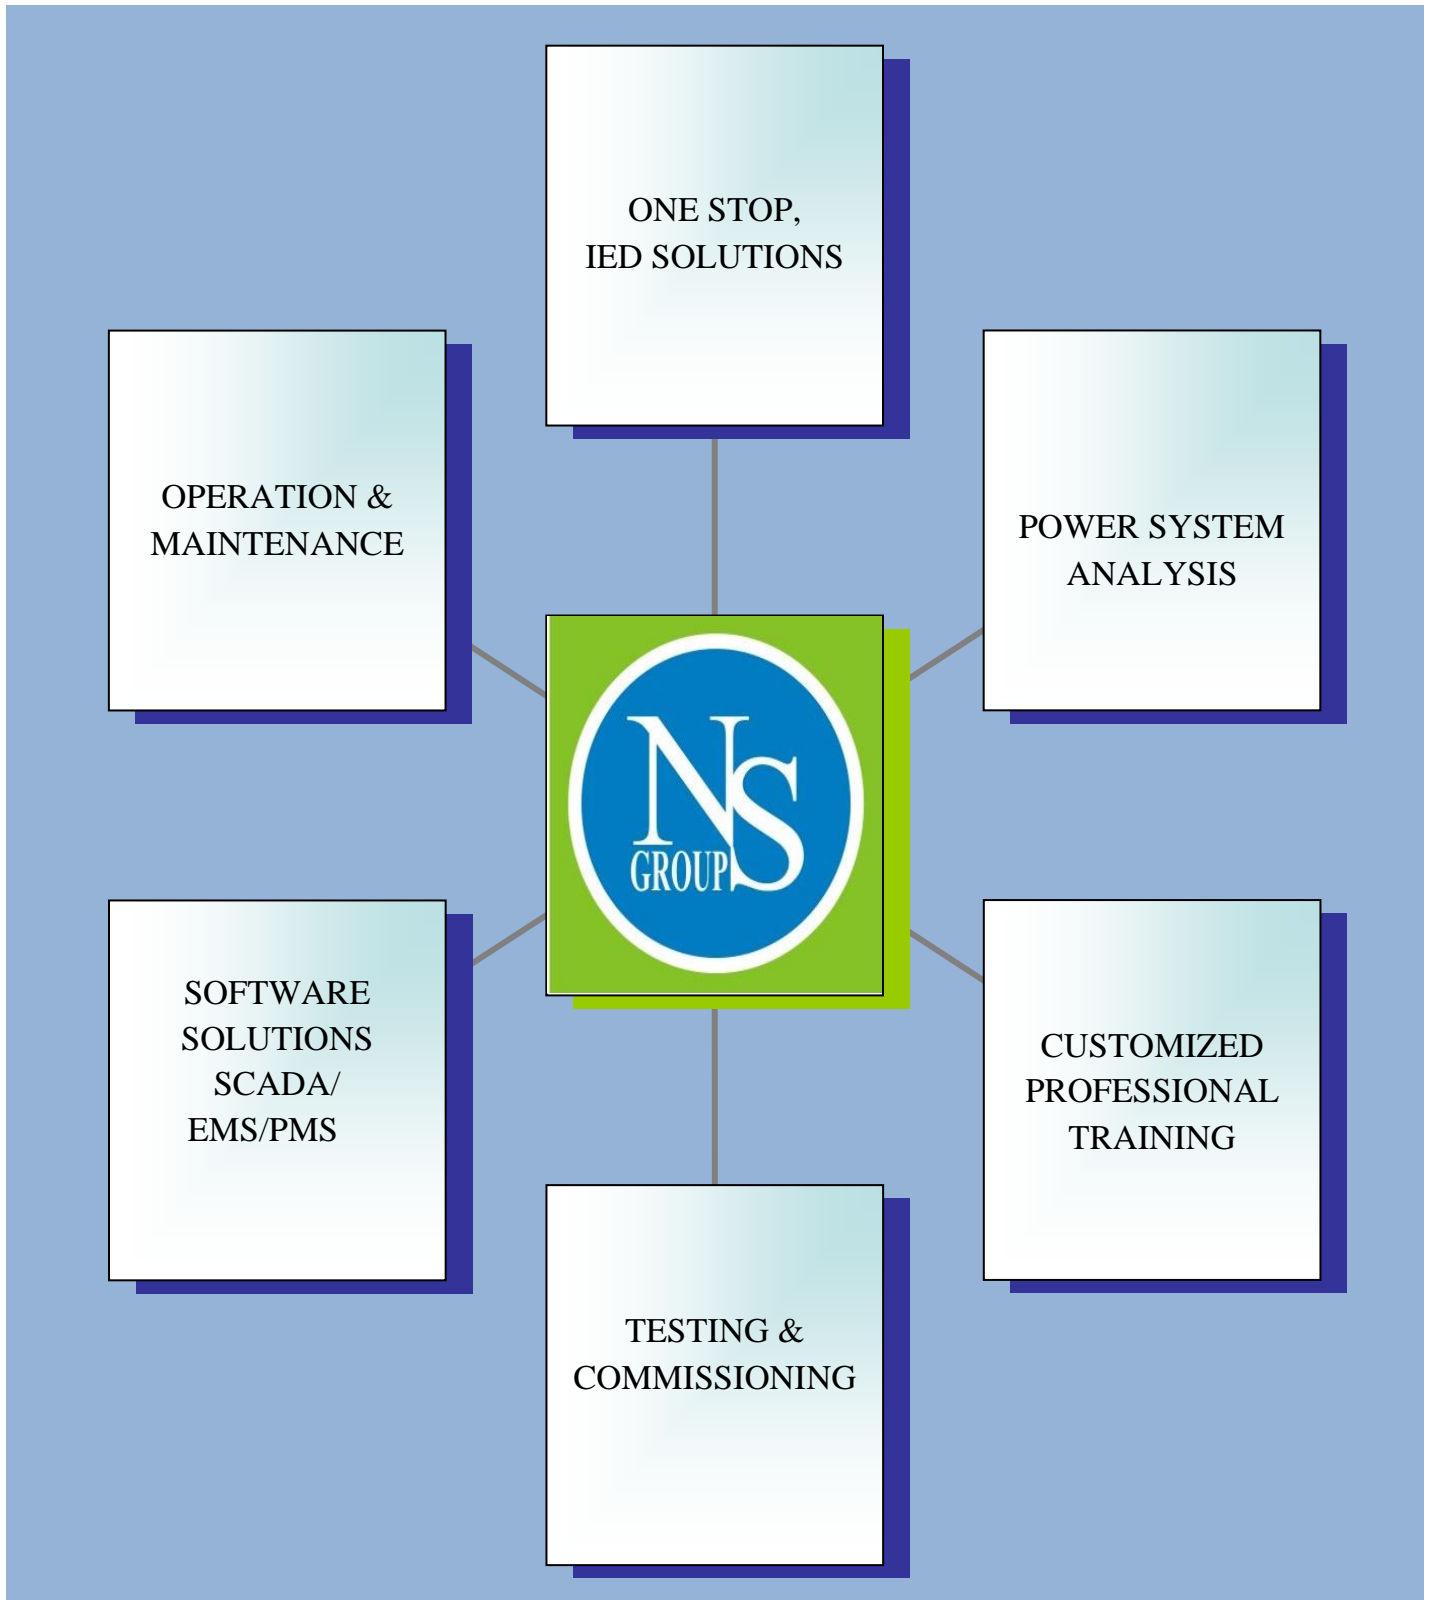 ONE STOP,
IED SOLUTIONS
OPERATION &
MAINTENANCE
POWER SYSTEM
ANALYSIS
NS
GROUP
SOFTWARE
SOLUTIONS
SCADA/
EMS/PMS
CUSTOMIZED
PROFESSIONAL
TRAINING
TESTING &
COMMISSIONING